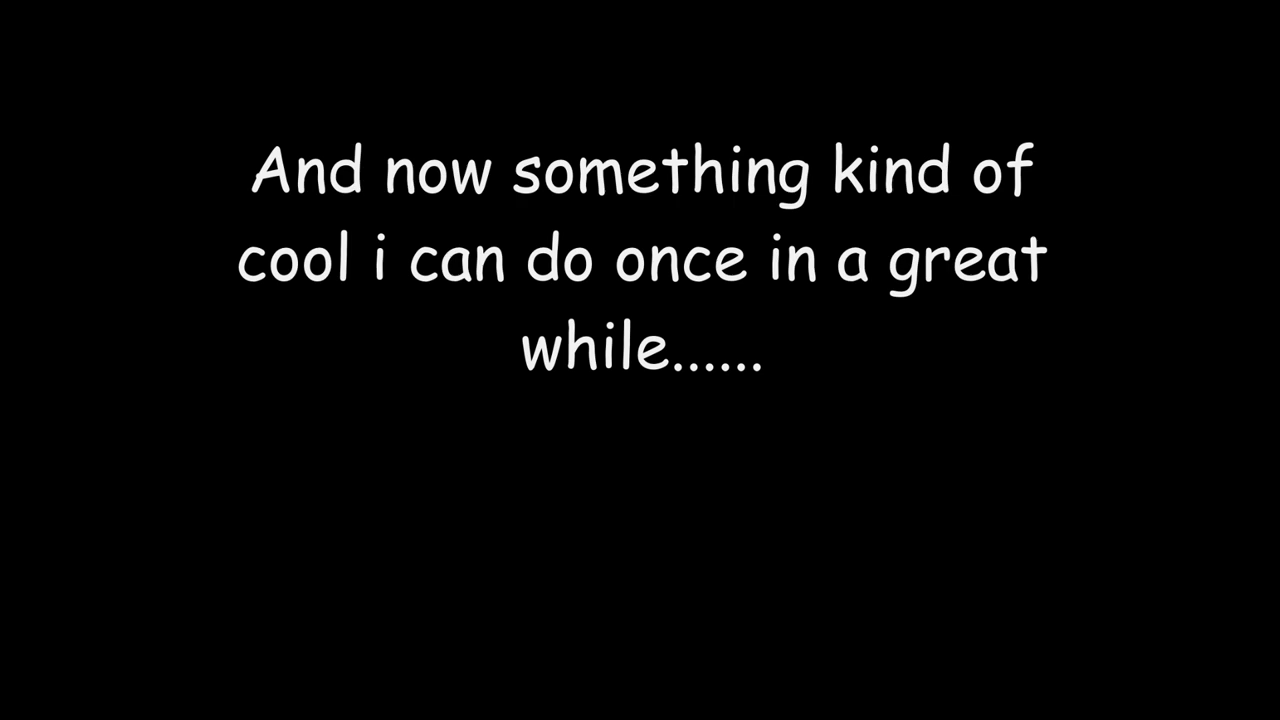 And now something kind of
cool i can do once in a great
while......